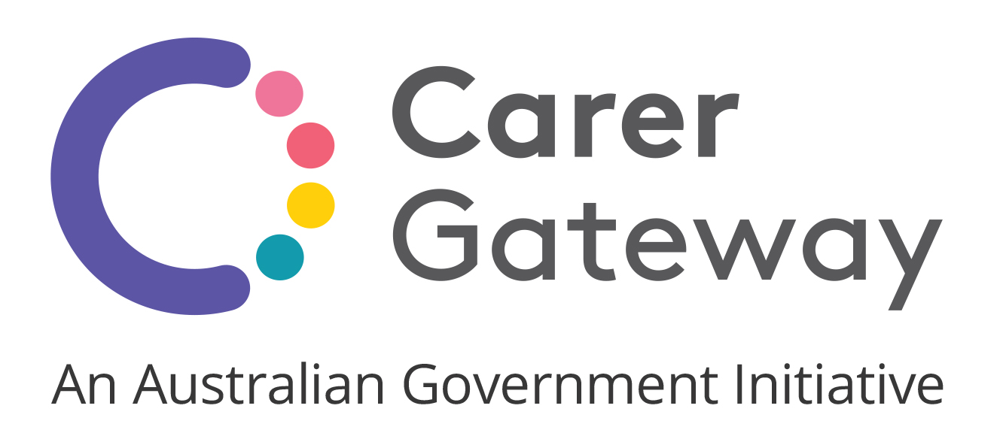 Carer
Gateway
An Australian Government Initiative